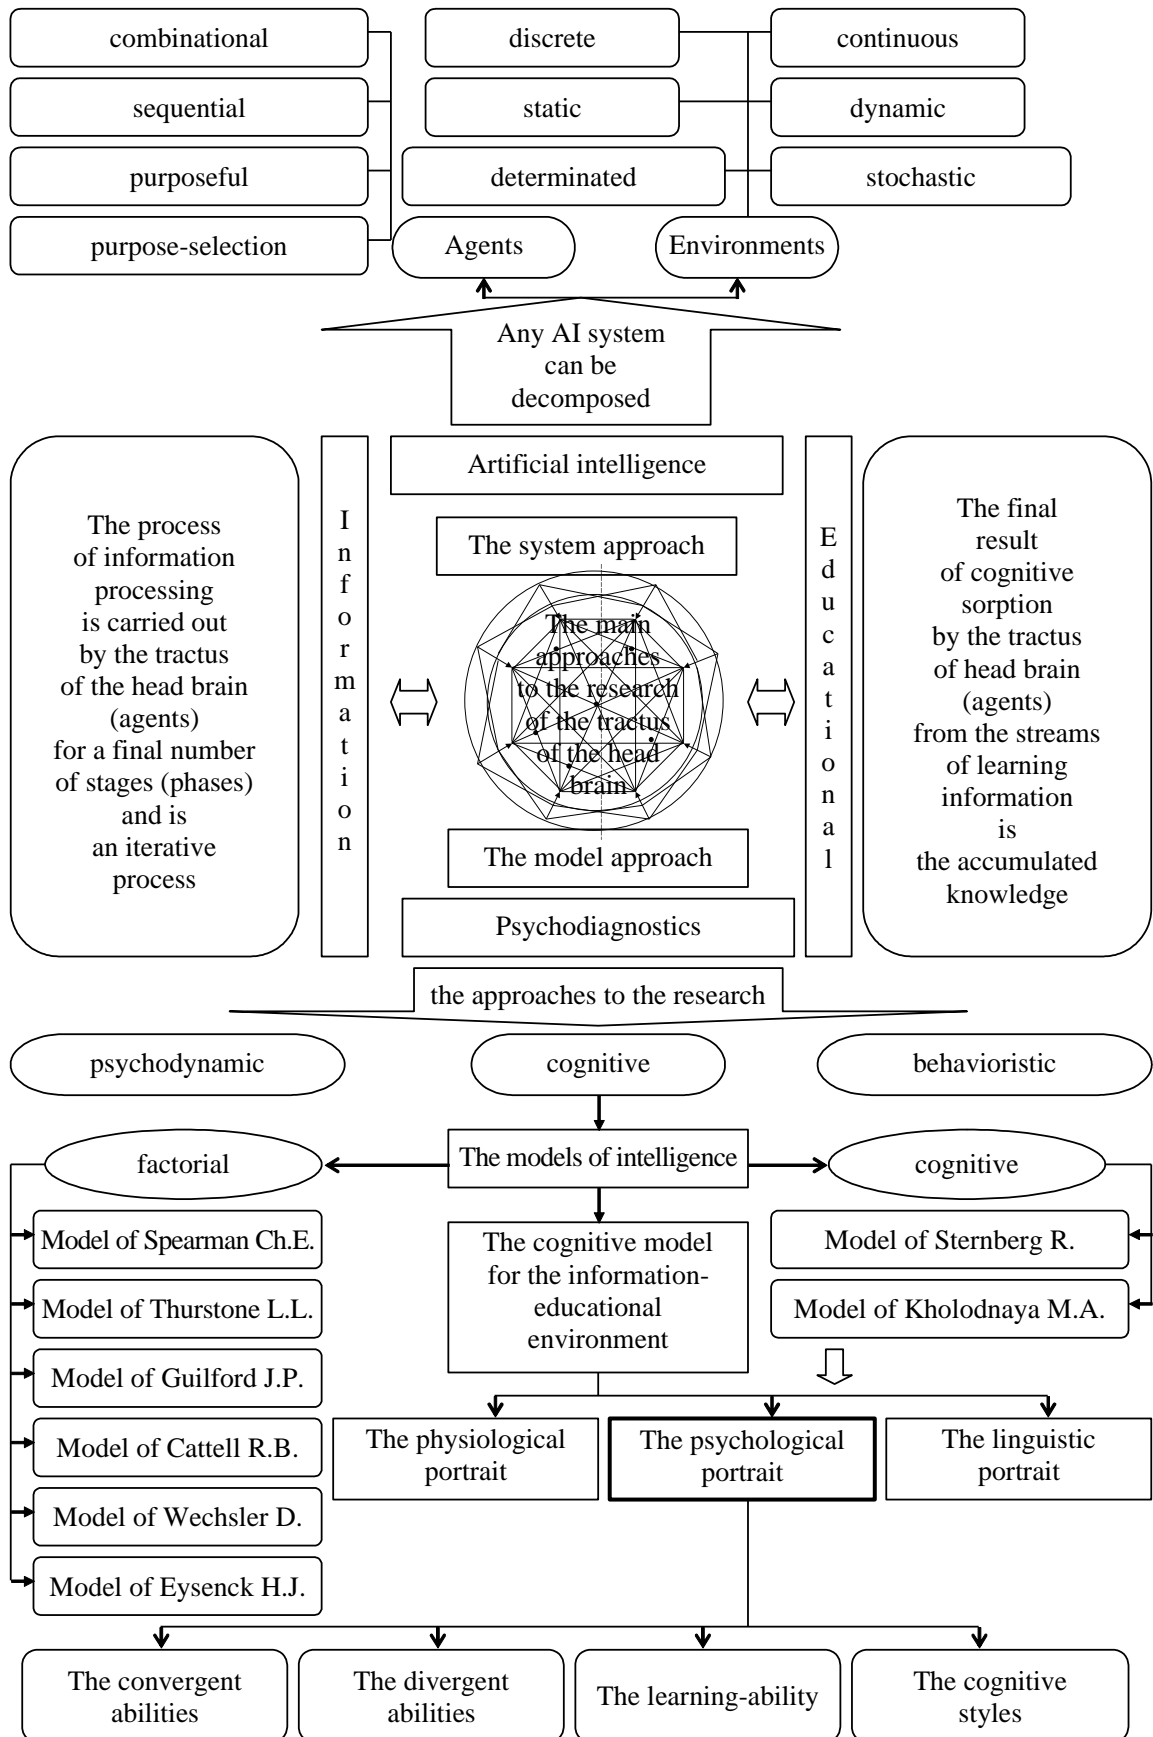 combinational
discrete
continuous
sequential
static
dynamic
purposeful
determinated
stochastic
purpose-selection
Agents
Environments
Any AI system
can be
decomposed
The process
of information
processing
is carried out
by the tractus
of the head brain
(agents)
for a final number
of stages (phases)
and is
an iterative
process
Information
Artificial intelligence
The system approach
The main
approaches
to the research
of the tractus
of the head
brain
The model approach
Psychodiagnostics
Educational
The final
result
of cognitive
sorption
by the tractus
of head brain
(agents)
from the streams
of learning
information
is
the accumulated
knowledge
the approaches to the research
psychodynamic
cognitive
behavioristic
factorial
The models of intelligence
cognitive
Model of Spearman Ch.E.
Model of Thurstone L.L.
Model of Guilford J.P.
Model of Cattell R.B.
Model of Wechsler D.
Model of Eysenck H.J.
The cognitive model
for the information-
educational
environment
Model of Sternberg R.
Model of Kholodnaya M.A.
The physiological
portrait
The psychological
portrait
The linguistic
portrait
The convergent
abilities
The divergent
abilities
The learning-ability
The cognitive
styles